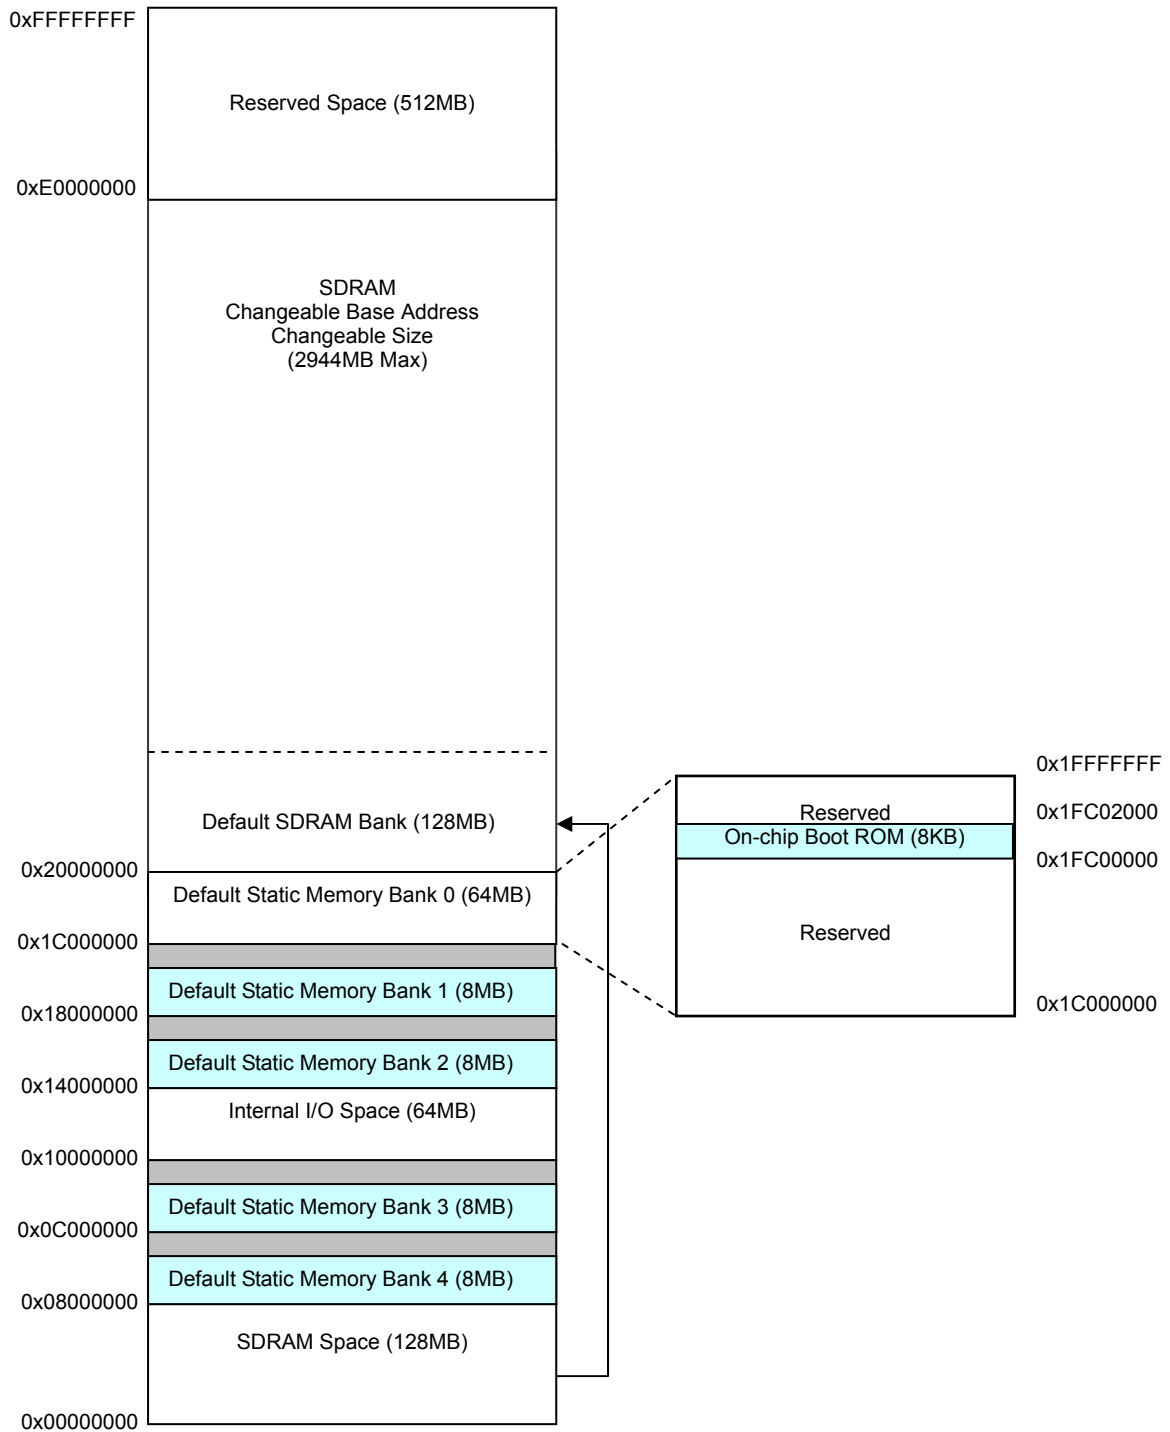 0xFFFFFFFF
Reserved Space (512MB)
0xE0000000
SDRAM
Changeable Base Address
Changeable Size
(2944MB Max)
Default SDRAM Bank (128MB)
0x20000000
Default Static Memory Bank 0 (64MB)
0x1C000000
Default Static Memory Bank 1 (8MB)
0x18000000
Default Static Memory Bank 2 (8MB)
0x14000000
Internal I/O Space (64MB)
0x10000000
Default Static Memory Bank 3 (8MB)
0x0C000000
Default Static Memory Bank 4 (8MB)
0x08000000
SDRAM Space (128MB)
0x00000000
0x1FFFFFFF
Reserved
0x1FC02000
On-chip Boot ROM (8KB)
0x1FC00000
Reserved
0x1C000000